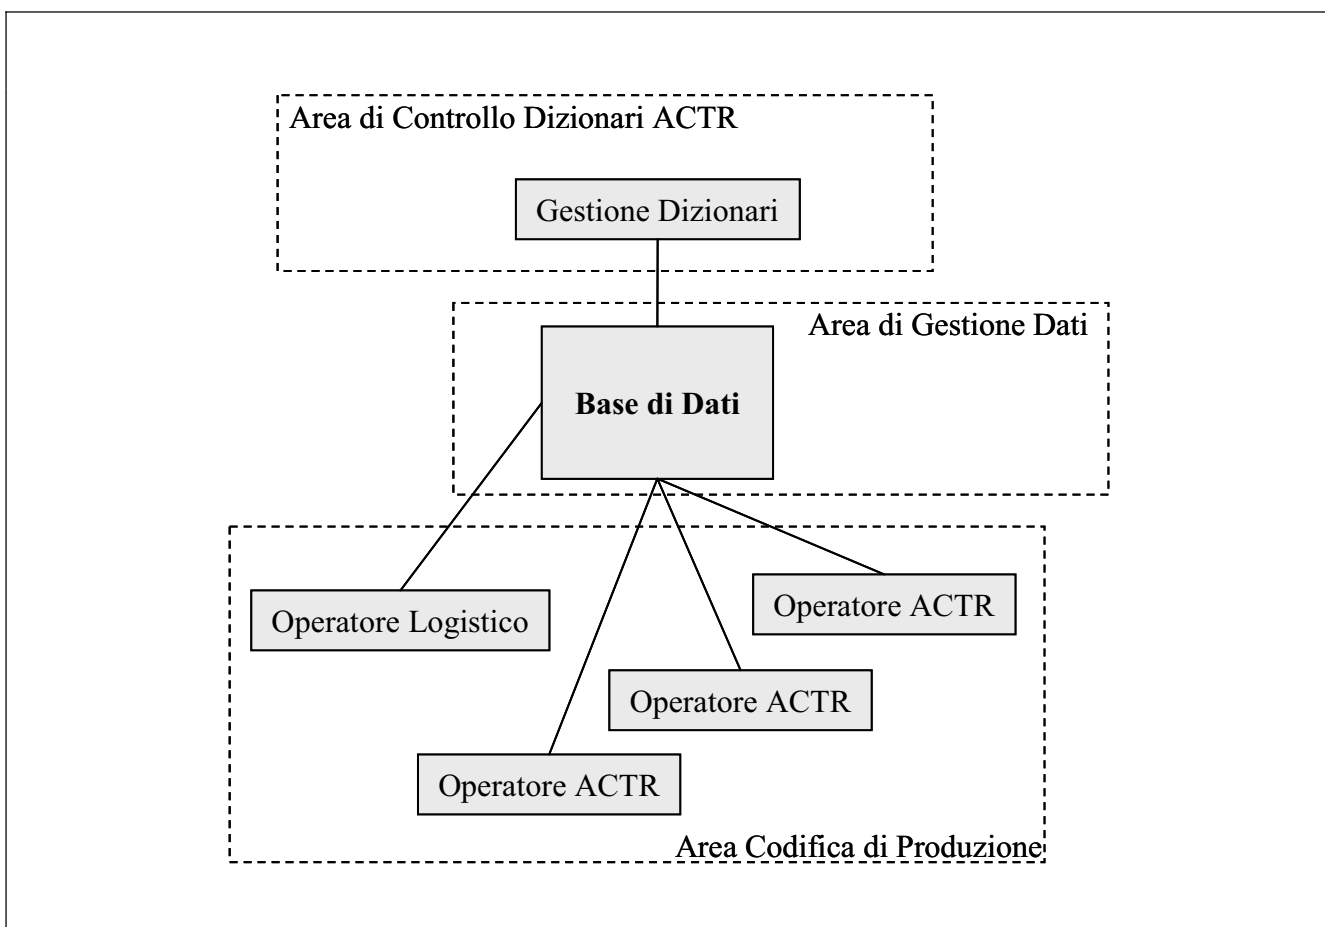 Area di Controllo Dizionari ACTR
Gestione Dizionari
Area di Gestione Dati
Base di Dati
Operatore ACTR
Operatore Logistico
Operatore ACTR
Operatore ACTR
Area Codifica di Produzione